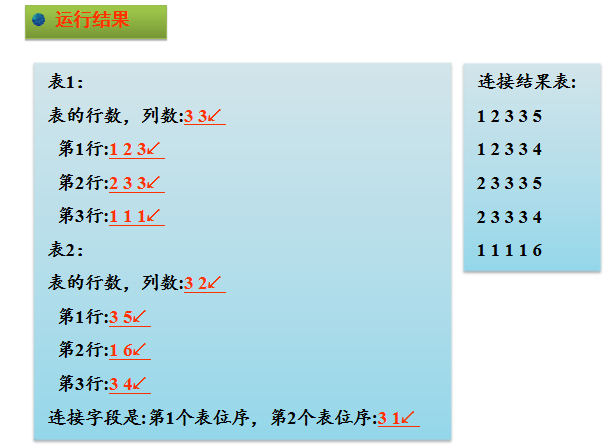 运行结果
表1:
表的行数，列数:3 3↙
第1行:1 2 3↙
第2行:2 3 3↙
第3行:1 1 1↙
表2:
表的行数，列数:3 2↙
第1行:3 5↙
第2行:1 6↙
第3行:3 4↙
连接字段是:第1个表位序，第2个表位序:3 1↙
连接结果表:
1 2 3 3 5
1 2 3 3 4
2 3 3 3 5
2 3 3 3 4
1 1 1 1 6